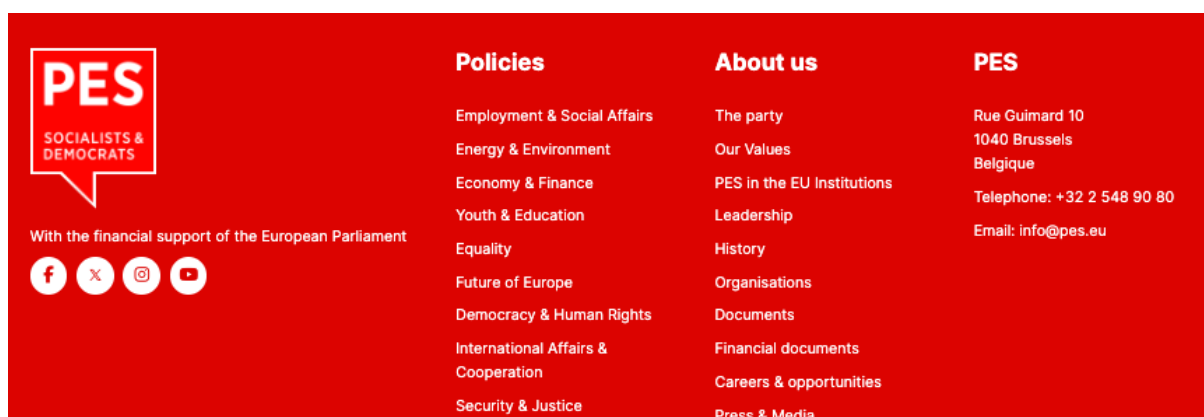 PES
SOCIALISTS &
DEMOCRATS
With the financial support of the European Parliament
Policies
Employment & Social Affairs
Energy & Environment
Economy & Finance
Youth & Education
Equality
Future of Europe
Democracy & Human Rights
International Affairs &
Cooperation
Security & Justice
About us
The party
Our Values
PES in the EU Institutions
Leadership
History
Organisations
Documents
Financial documents
Careers & opportunities
Press & Media
PES
Rue Guimard 10
1040 Brussels
Belgique
Telephone: +32 2 548 90 80
Email: info@pes.eu